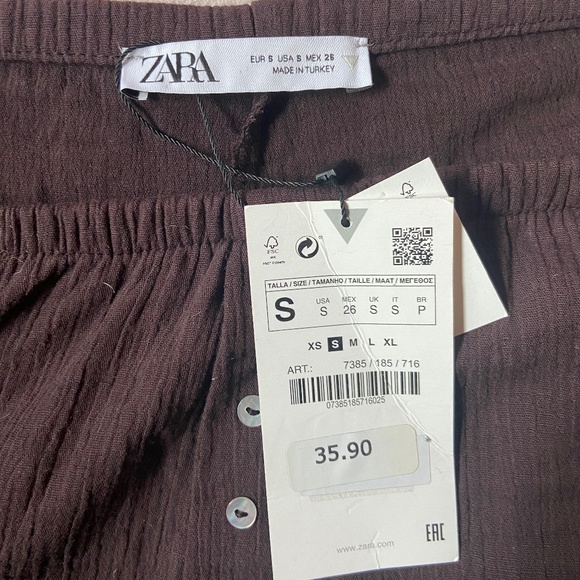 ZARA
EUR S USA S MEX 26
MADE IN TURKEY
FSC
TALLA / SIZE / TAMANHO / TAILLE / MAAT / ΜΕΓΕΘΟΣ
S
USA MEX UK IT BR
S 26 S S P
XS S M L XL
ART.: 7385 / 185 / 716
07385185716025
35.90
www.zara.com
EAC